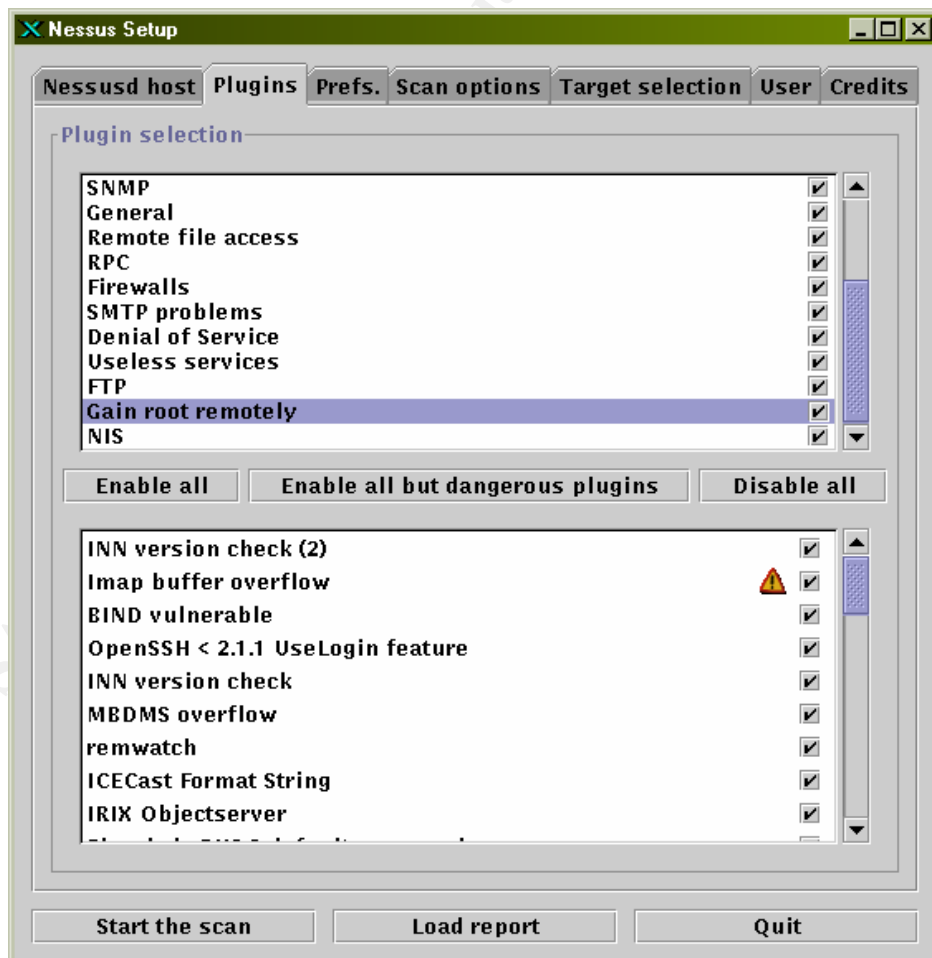 Nessus Setup
Nessusd host Plugins Prefs. Scan options Target selection User Credits
Plugin selection
SNMP
General
Remote file access
RPC
Firewalls
SMTP problems
Denial of Service
Useless services
FTP
Gain root remotely
NIS
Enable all Enable all but dangerous plugins Disable all
INN version check (2)
Imap buffer overflow
BIND vulnerable
OpenSSH < 2.1.1 UseLogin feature
INN version check
MBDMS overflow
remwatch
ICECast Format String
IRIX Objectserver
Start the scan Load report Quit